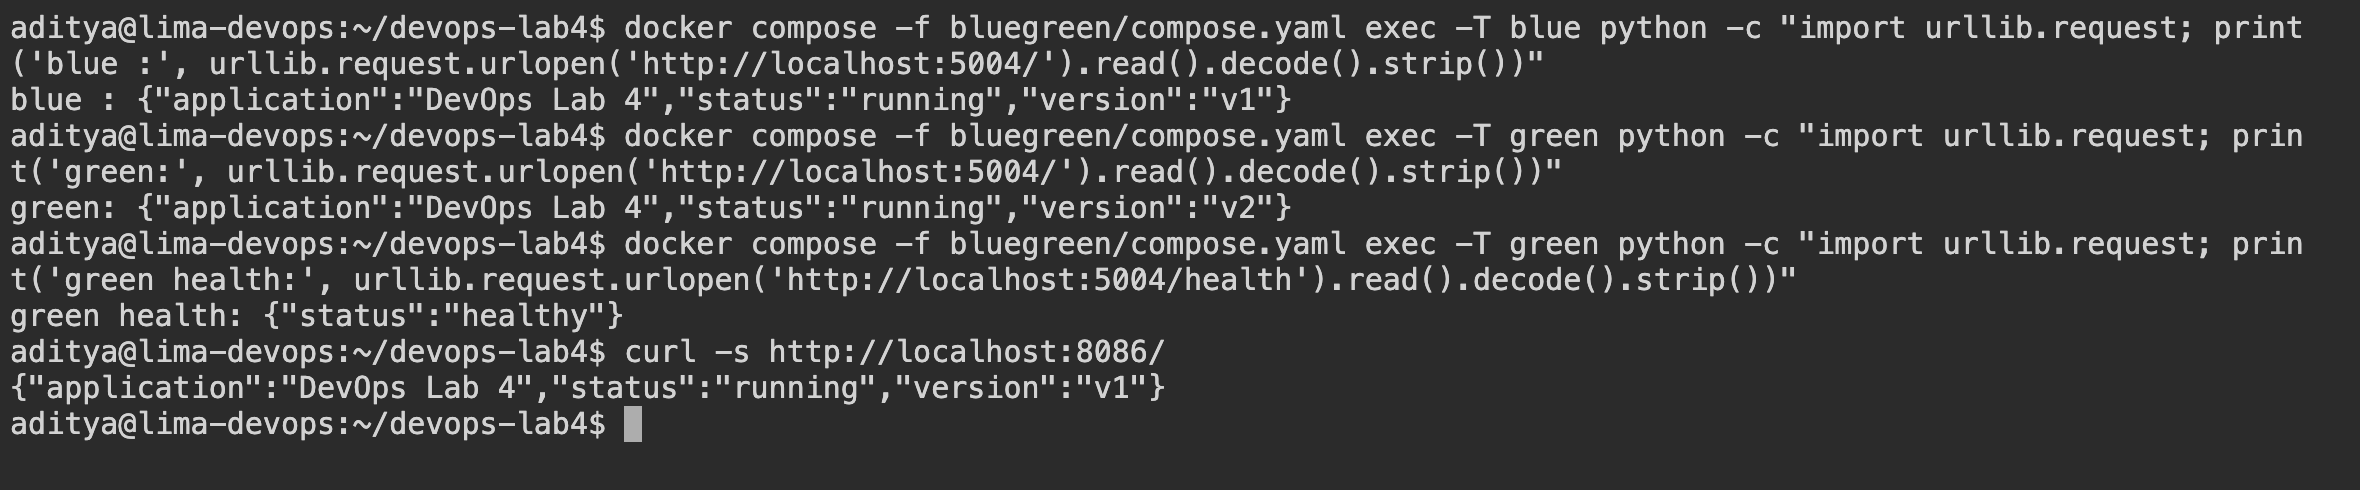 aditya@lima-devops:~/devops-lab4$ docker compose -f bluegreen/compose.yaml exec -T blue python -c "import urllib.request; print
('blue :', urllib.request.urlopen('http://localhost:5004/').read().decode().strip())"
blue : {"application":"DevOps Lab 4","status":"running","version":"v1"}
aditya@lima-devops:~/devops-lab4$ docker compose -f bluegreen/compose.yaml exec -T green python -c "import urllib.request; prin
t('green:', urllib.request.urlopen('http://localhost:5004/').read().decode().strip())"
green: {"application":"DevOps Lab 4","status":"running","version":"v2"}
aditya@lima-devops:~/devops-lab4$ docker compose -f bluegreen/compose.yaml exec -T green python -c "import urllib.request; prin
t('green health:', urllib.request.urlopen('http://localhost:5004/health').read().decode().strip())"
green health: {"status":"healthy"}
aditya@lima-devops:~/devops-lab4$ curl -s http://localhost:8086/
{"application":"DevOps Lab 4","status":"running","version":"v1"}
aditya@lima-devops:~/devops-lab4$